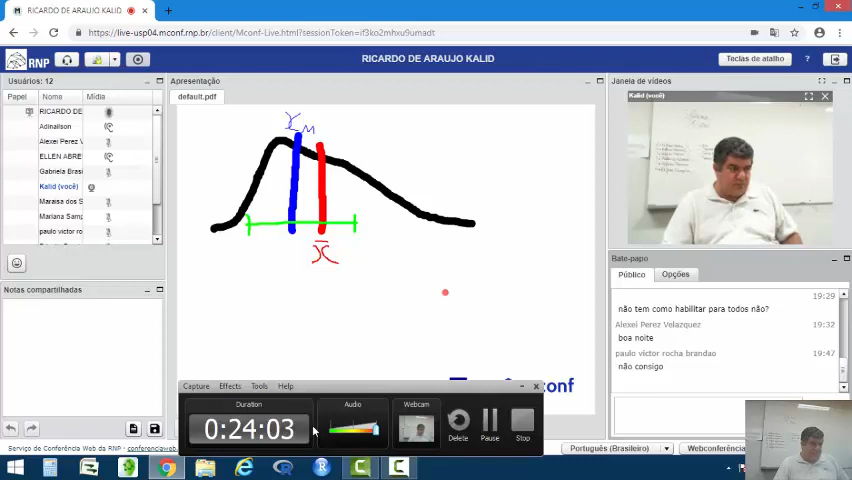 RICARDO DE ARAUJO KALID
https://live-usp04.mconf.rnp.br/client/Mconf-Live.html?sessionToken=if3ko2mhxu9umadt
RNP
RICARDO DE ARAUJO KALID
Teclas de atalho
?
Usuários: 12
Papel Nome Mídia
RICARDO DE
Adinailson
Alexei Perez V
ELLEN ABRE
Gabriela Brasi
Kalid (você)
Maraisa dos S
Mariana Samp
paulo victor ro
Notas compartilhadas
Apresentação
default.pdf
X M
X̄
conf
Capture Effects Tools Help
Duration
0:24:03
Audio
Webcam
Delete
Pause
Stop
Janela de vídeos
Kalid (você)
Bate-papo
Público Opções
19:29
não tem como habilitar para todos não?
Alexei Perez Velazquez 19:32
boa noite
paulo victor rocha brandao 19:47
não consigo
Serviço de Conferência Web da RNP - conferenciaweb
Português (Brasileiro)
Webconferênci